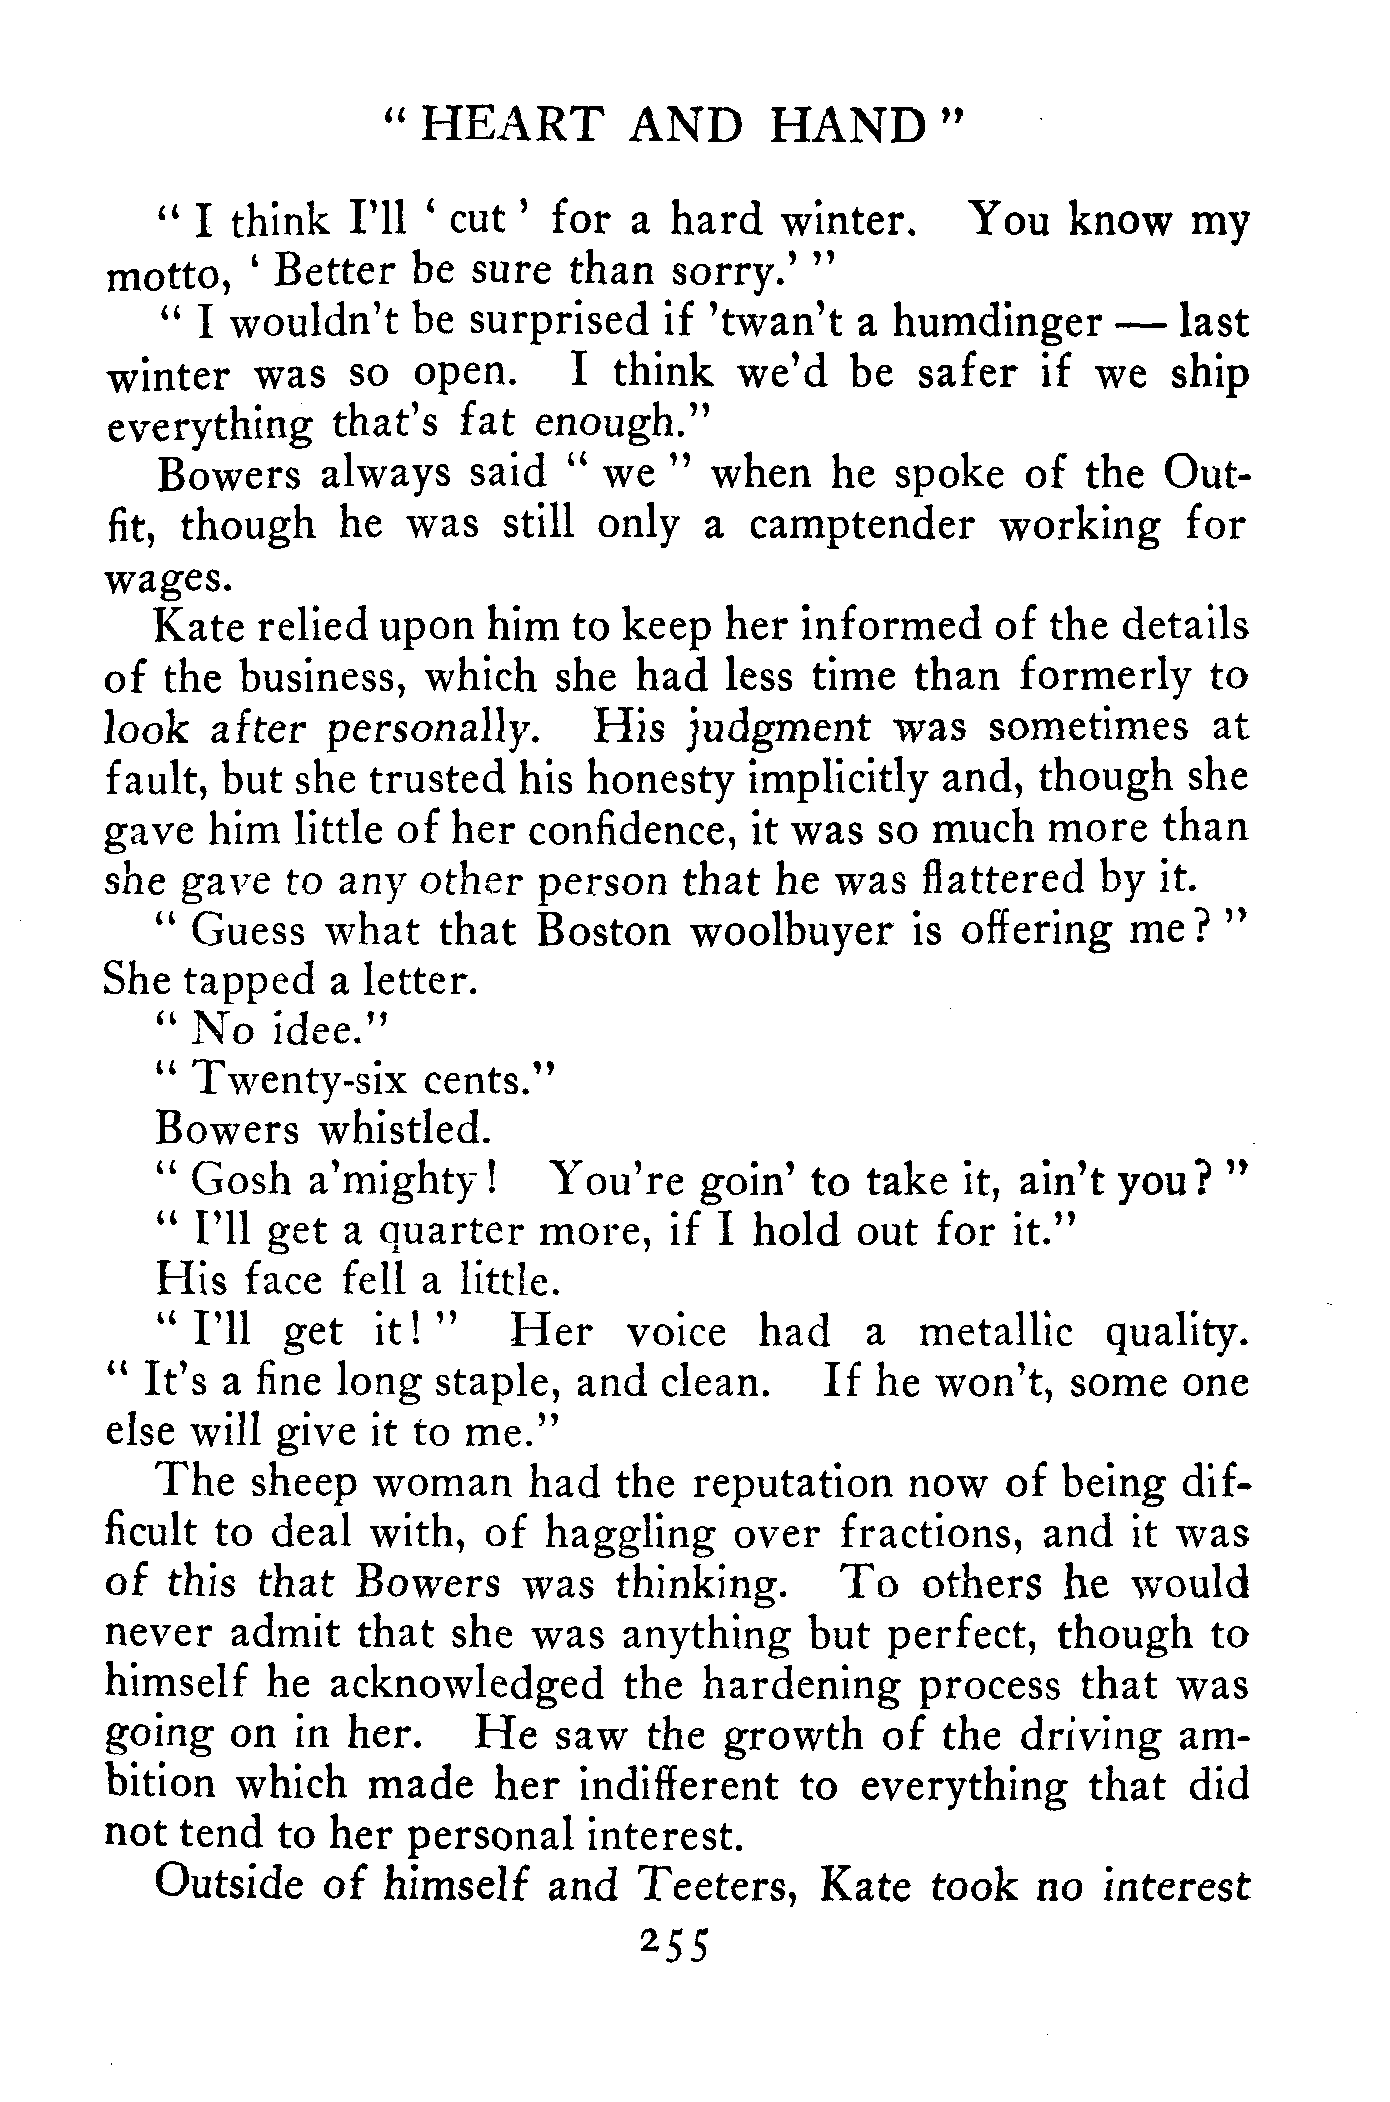 " HEART AND HAND "
" I think I'll ' cut ' for a hard winter. You know my
motto, ' Better be sure than sorry.' "
" I wouldn't be surprised if 'twan't a humdinger — last
winter was so open. I think we'd be safer if we ship
everything that's fat enough."
Bowers always said " we " when he spoke of the Out-
fit, though he was still only a camptender working for
wages.
Kate relied upon him to keep her informed of the details
of the business, which she had less time than formerly to
look after personally. His judgment was sometimes at
fault, but she trusted his honesty implicitly and, though she
gave him little of her confidence, it was so much more than
she gave to any other person that he was flattered by it.
" Guess what that Boston woolbuyer is offering me? "
She tapped a letter.
" No idee."
" Twenty-six cents."
Bowers whistled.
" Gosh a'mighty! You're goin' to take it, ain't you? "
" I'll get a quarter more, if I hold out for it."
His face fell a little.
" I'll get it! " Her voice had a metallic quality.
" It's a fine long staple, and clean. If he won't, some one
else will give it to me."
The sheep woman had the reputation now of being dif-
ficult to deal with, of haggling over fractions, and it was
of this that Bowers was thinking. To others he would
never admit that she was anything but perfect, though to
himself he acknowledged the hardening process that was
going on in her. He saw the growth of the driving am-
bition which made her indifferent to everything that did
not tend to her personal interest.
Outside of himself and Teeters, Kate took no interest
255